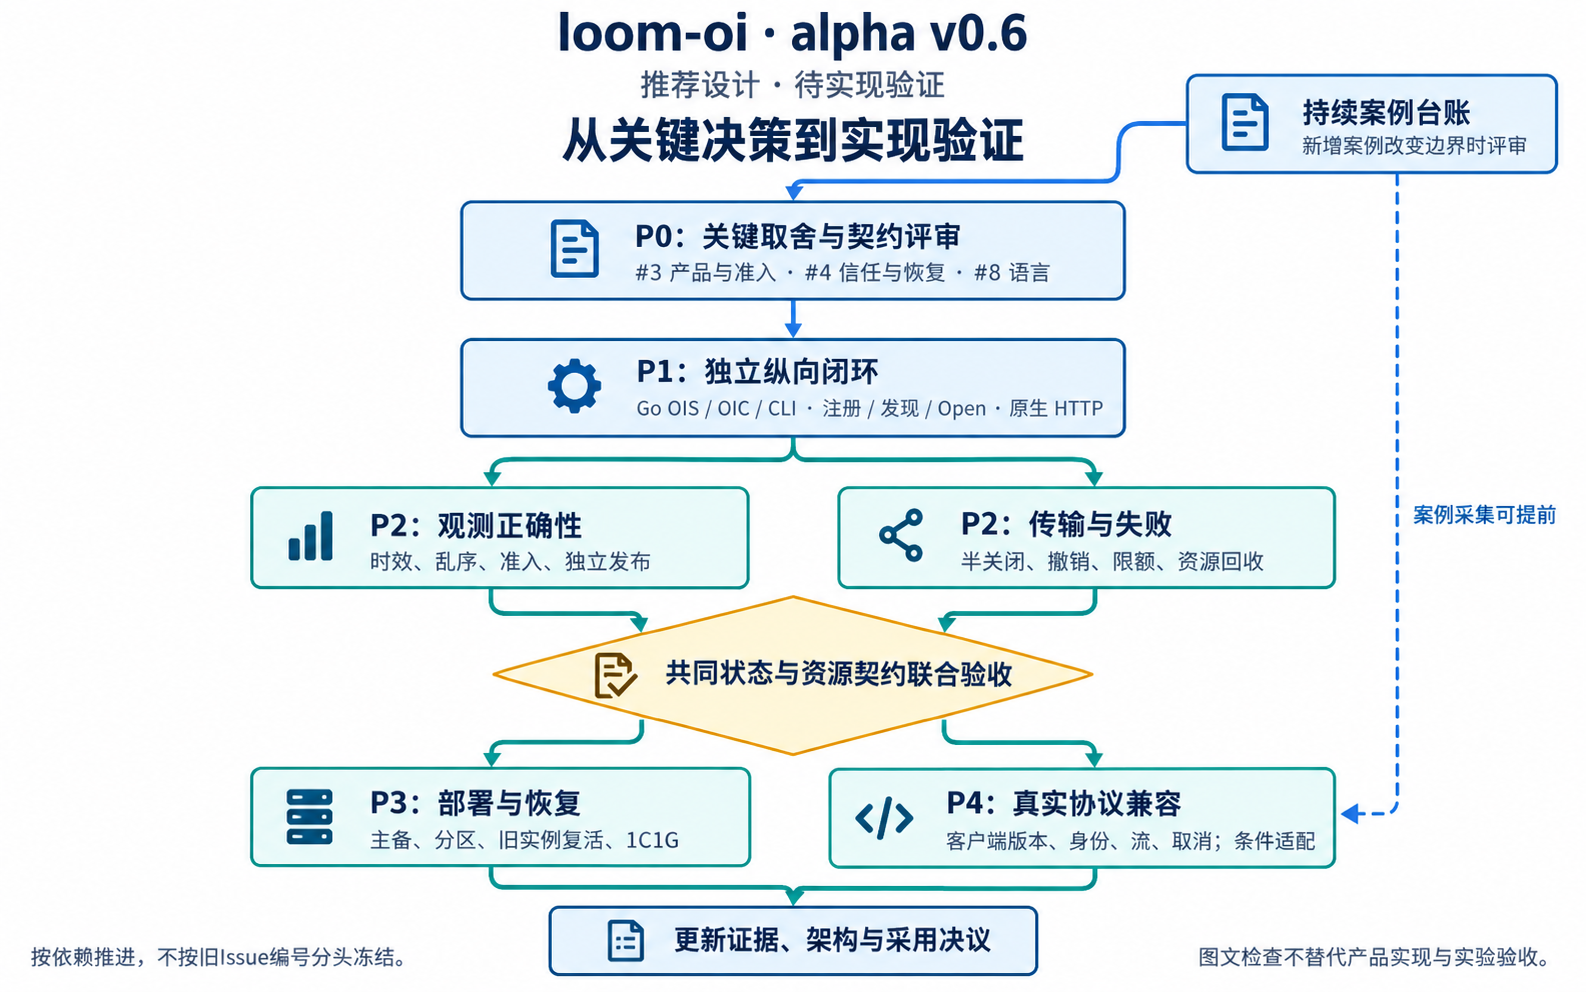 loom-oi · alpha v0.6
推荐设计 · 待实现验证
从关键决策到实现验证
持续案例台账
新增案例改变边界时评审
P0：关键取舍与契约评审
#3 产品与准入 · #4 信任与恢复 · #8 语言
P1：独立纵向闭环
Go OIS / OIC / CLI · 注册 / 发现 / Open · 原生 HTTP
P2：观测正确性
时效、乱序、准入、独立发布
P2：传输与失败
半关闭、撤销、限额、资源回收
案例采集可提前
共同状态与资源契约联合验收
P3：部署与恢复
主备、分区、旧实例复活、1C1G
P4：真实协议兼容
客户端版本、身份、流、取消；条件适配
更新证据、架构与采用决议
按依赖推进，不按旧Issue编号分头冻结。
图文检查不替代产品实现与实验验收。